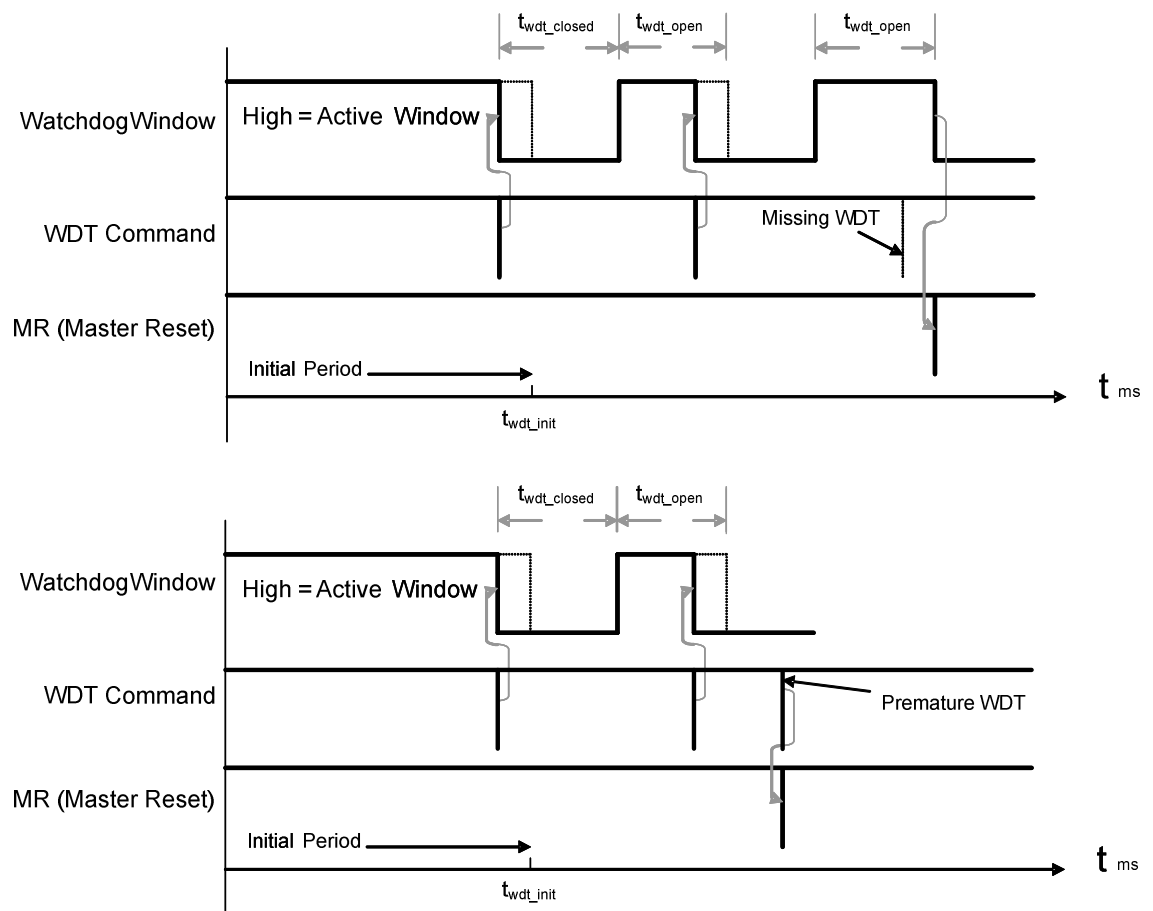 twdt_closed twdt_open twdt_open
WatchdogWindow
High = Active Window
WDT Command
Missing WDT
MR (Master Reset)
Initial Period
t ms
twdt_init
twdt_closed twdt_open
WatchdogWindow
High = Active Window
WDT Command
Premature WDT
MR (Master Reset)
Initial Period
t ms
twdt_init